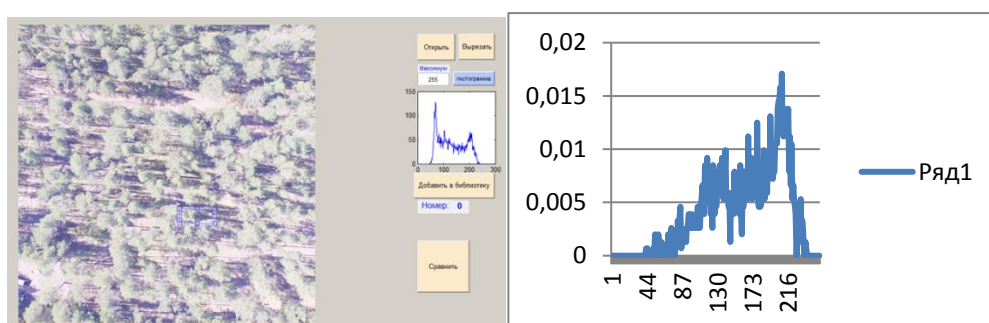 Открыть Вырезать
Максимум
255 гистограмма
150
100
50
0
0 100 200 300
Добавить в библиотеку
Номер: 0
Сравнить
0,02
0,015
0,01
0,005
0
1 44 87 130 173 216
Ряд1